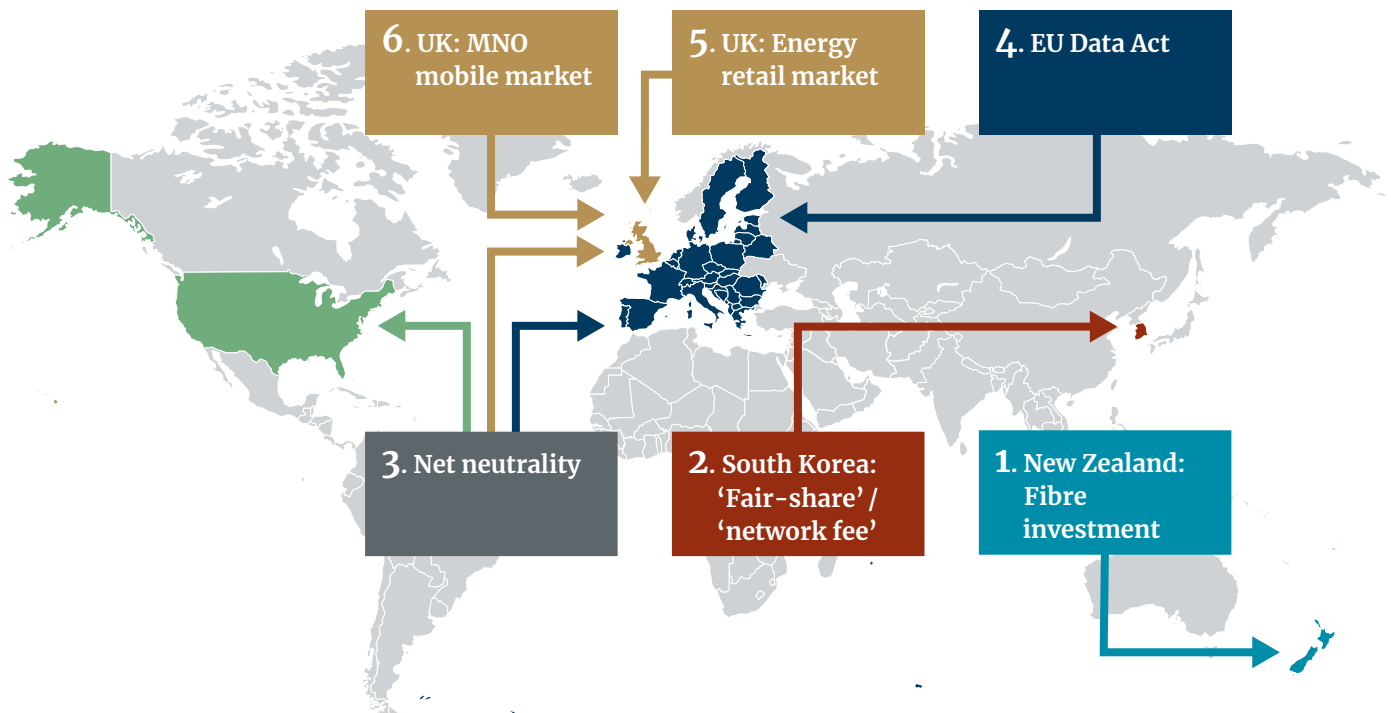 6. UK: MNO
mobile market
5. UK: Energy
retail market
4. EU Data Act
3. Net neutrality
2. South Korea:
‘Fair-share’ /
‘network fee’
1. New Zealand:
Fibre
investment